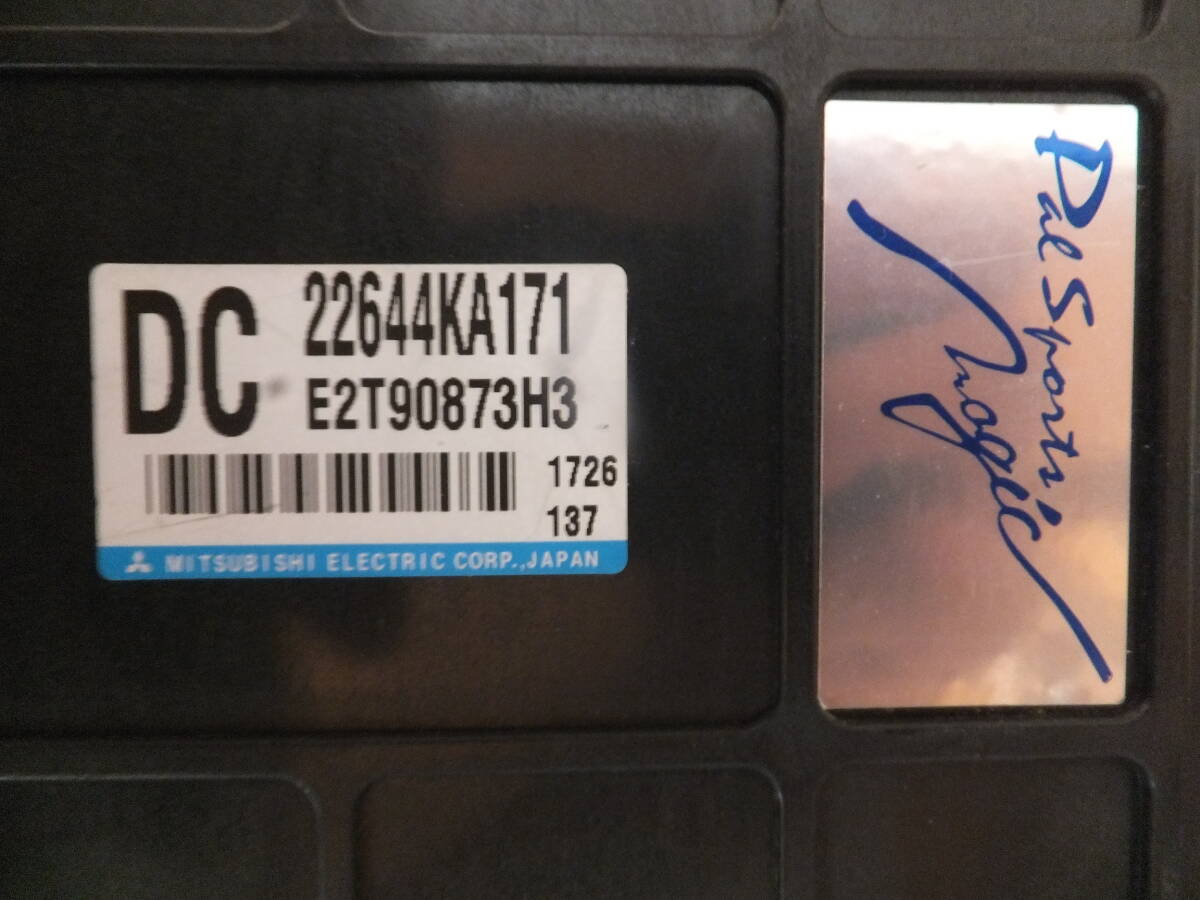 DC
22644KA171
E2T90873H3
1726
137
MITSUBISHI ELECTRIC CORP.,JAPAN
Pal Sports
Magic